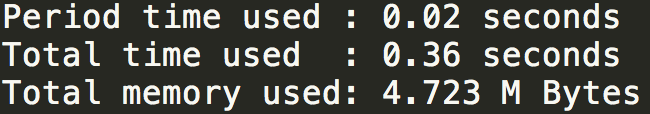 Period time used : 0.02 seconds
Total time used  : 0.36 seconds
Total memory used: 4.723 M Bytes